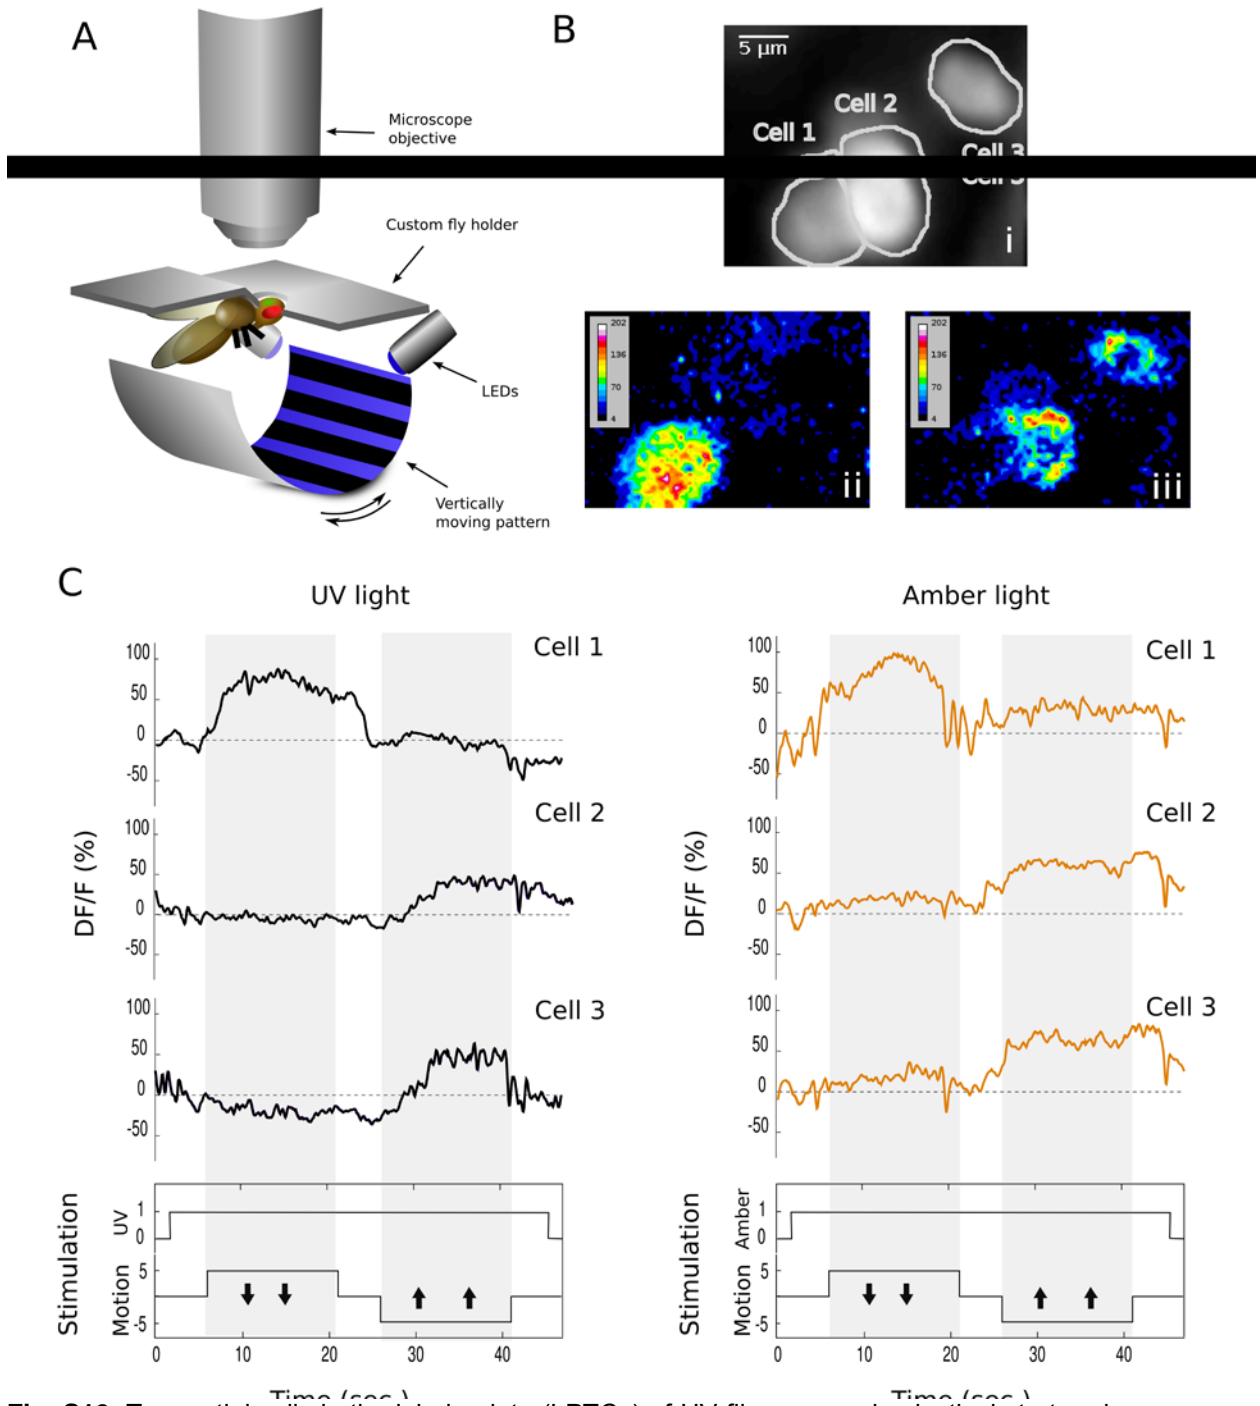 A
Microscope
objective
Custom fly holder
LEDs
Vertically
moving pattern
B
5 μm
Cell 2
Cell 1
Cell 3
i
202
136
70
4
ii
202
136
70
4
iii
C
UV light
Amber light
Cell 1
100
50
0
-50
Cell 1
100
50
0
-50
DF/F (%)
Cell 2
100
50
0
-50
DF/F (%)
Cell 2
100
50
0
-50
Cell 3
100
50
0
-50
Cell 3
100
50
0
-50
Stimulation
UV
1
0
Motion
5
-5
0 10 20 30 40
Time (sec.)
Stimulation
Amber
1
0
Motion
5
-5
0 10 20 30 40
Time (sec.)